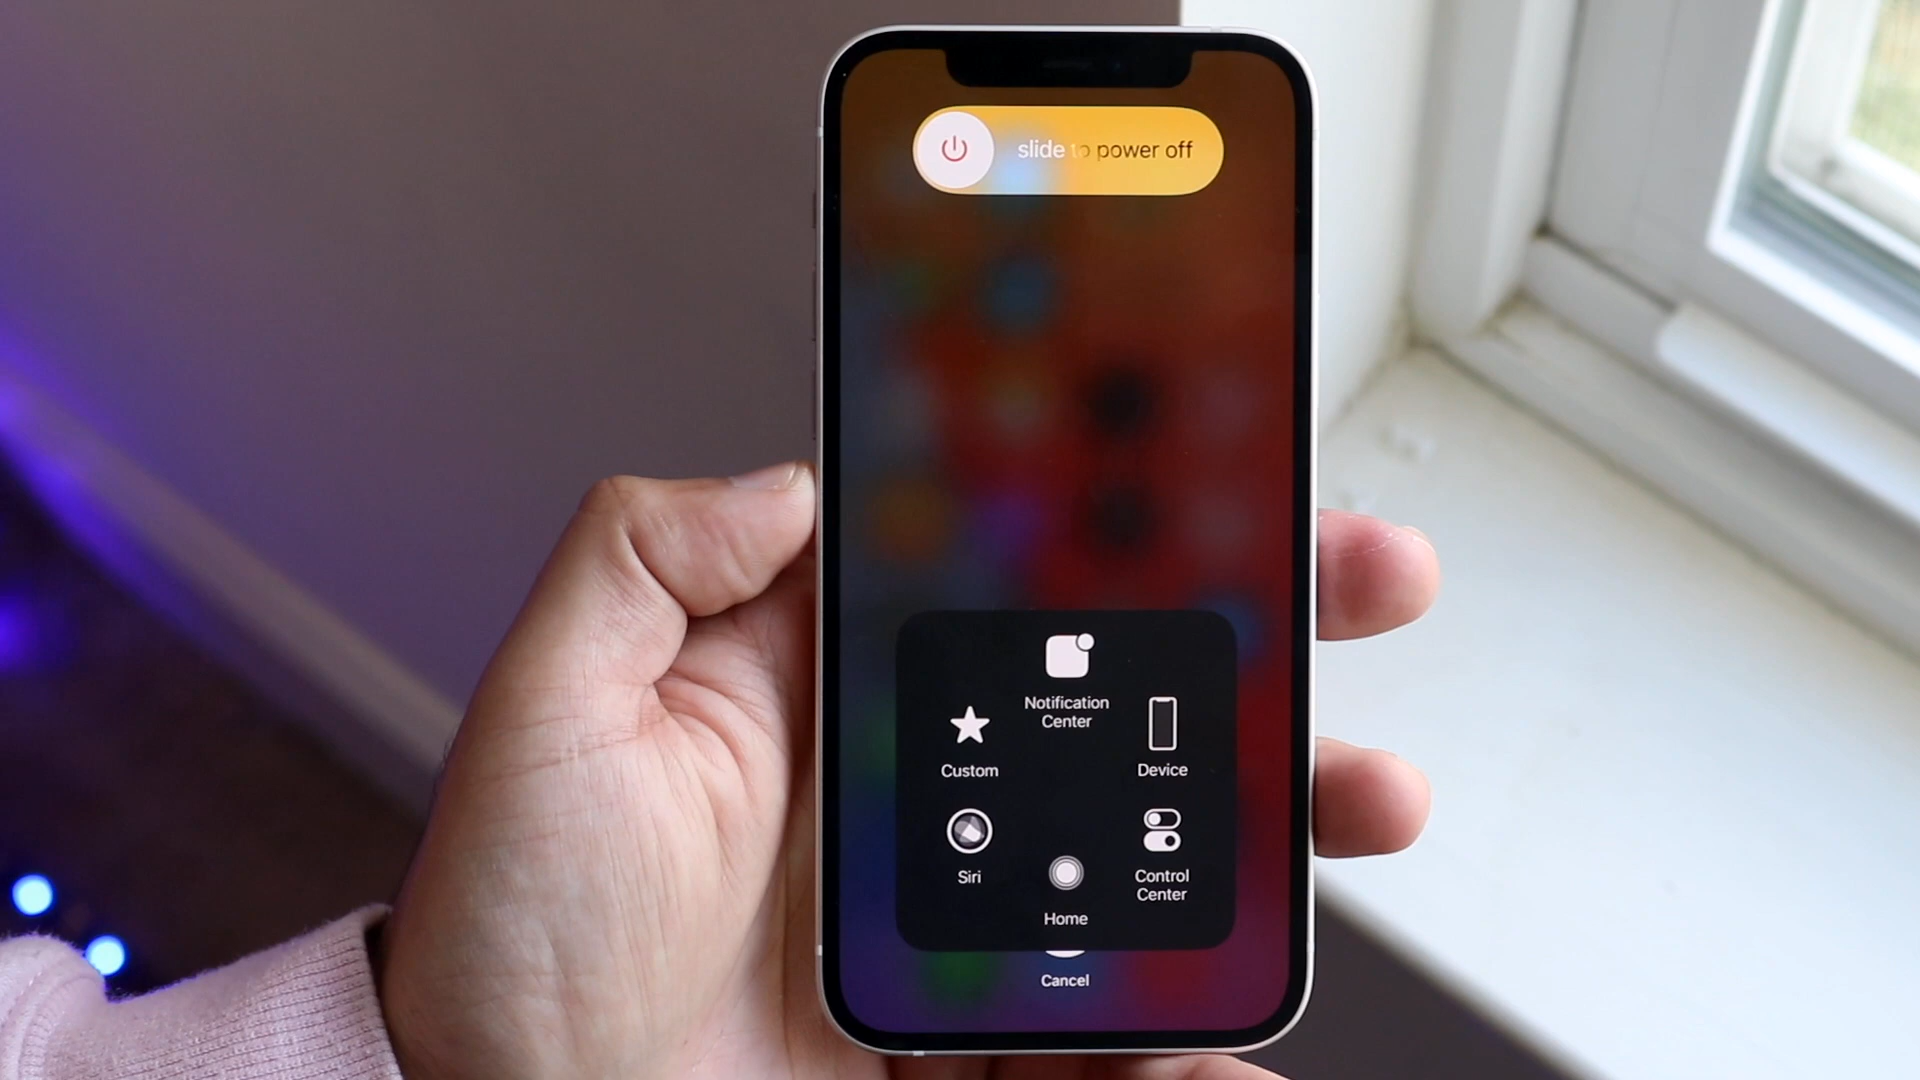 slide to power off
Notification
Center
Custom
Device
Siri
Control
Center
Home
Cancel